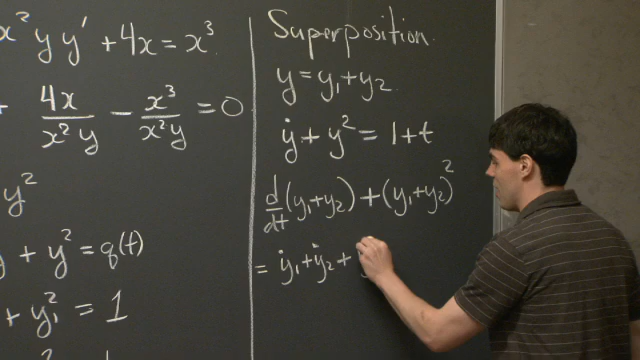 x² y y' + 4x = x³
+ 4x/x²y - x³/x²y = 0
y²
y + y² = q(t)
+ y₁² = 1
Superposition.
y = y₁ + y₂
ẏ + y² = 1 + t
d/dt (y₁ + y₂) + (y₁ + y₂)²
= ẏ₁ + ẏ₂ +